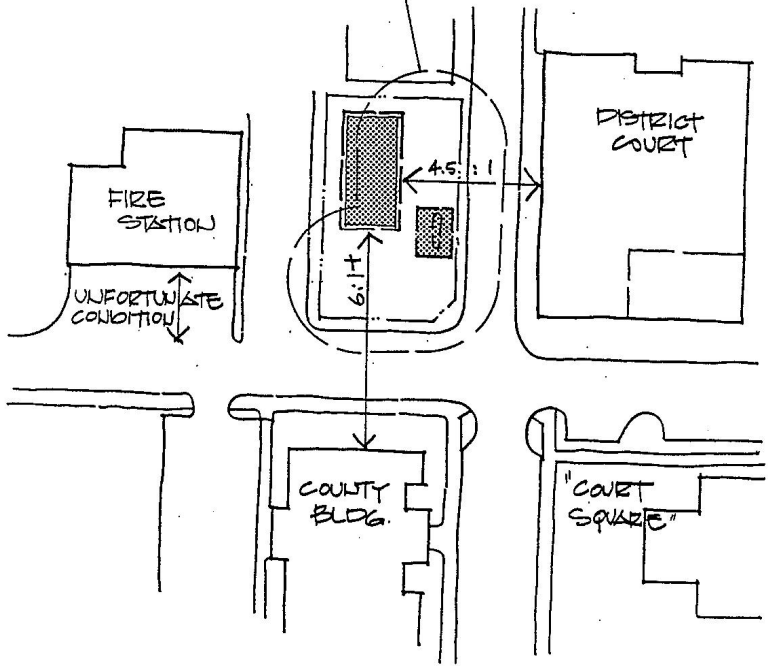 DISTRICT
COURT
4.5 : 1
FIRE
STATION
6:1+
UNFORTUNATE
CONDITION
COUNTY
BLDG.
"COURT
SQUARE"